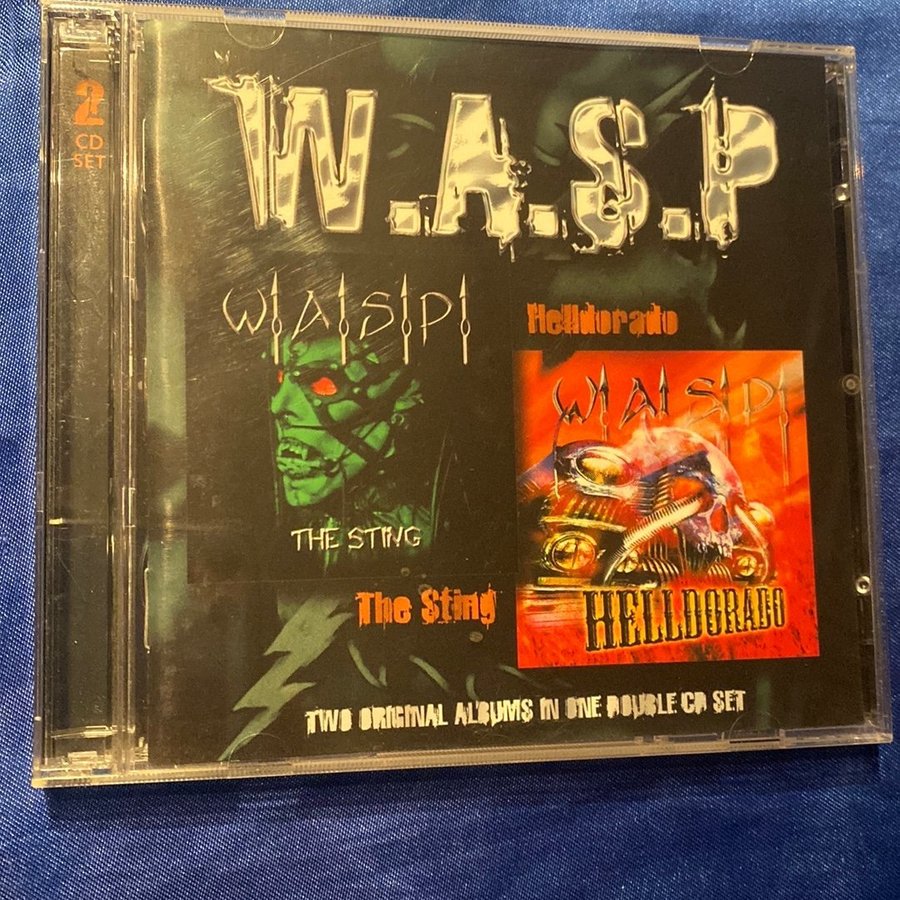 2
CD
SET
W.A.S.P
W.A.S.P.
THE STING
The Sting
Helldorado
W.A.S.P.
HELLDORADO
TWO ORIGINAL ALBUMS IN ONE DOUBLE CD SET